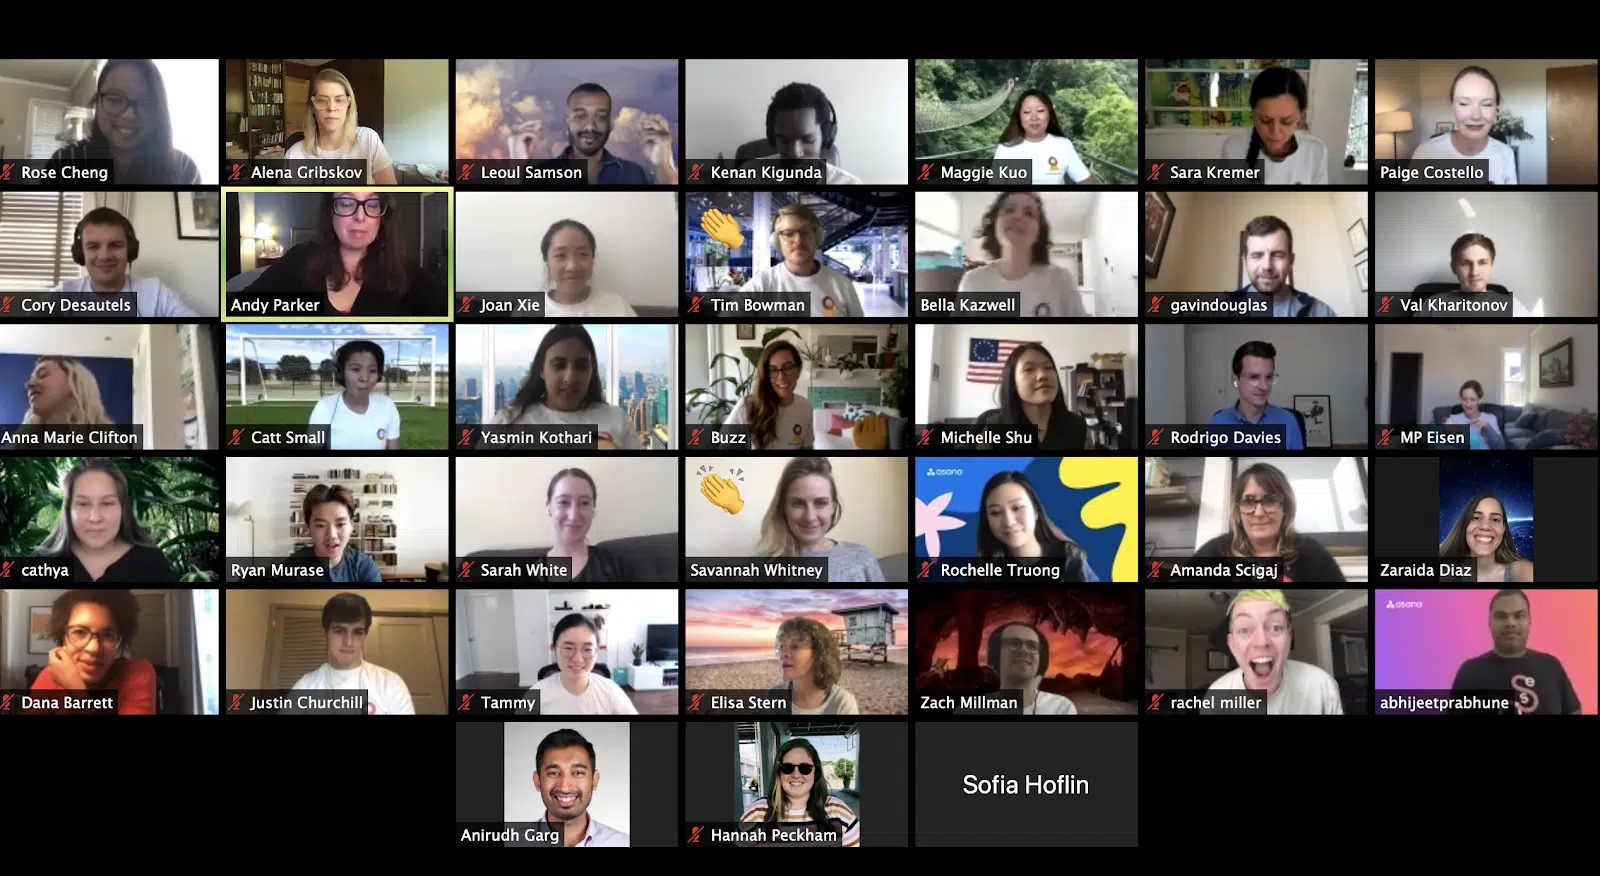 Rose Cheng
Alena Gribskov
Leoul Samson
Kenan Kigunda
Maggie Kuo
Sara Kremer
Paige Costello
Cory Desautels
Andy Parker
Joan Xie
Tim Bowman
Bella Kazwell
gavindouglas
Val Kharitonov
Anna Marie Clifton
Catt Small
Yasmin Kothari
Buzz
Michelle Shu
Rodrigo Davies
MP Eisen
cathya
Ryan Murase
Sarah White
Savannah Whitney
asana
Rochelle Truong
Amanda Scigaj
Zaraida Diaz
Dana Barrett
Justin Churchill
Tammy
Elisa Stern
Zach Millman
rachel miller
asana
abhijeetprabhune
Anirudh Garg
Hannah Peckham
Sofia Hoflin